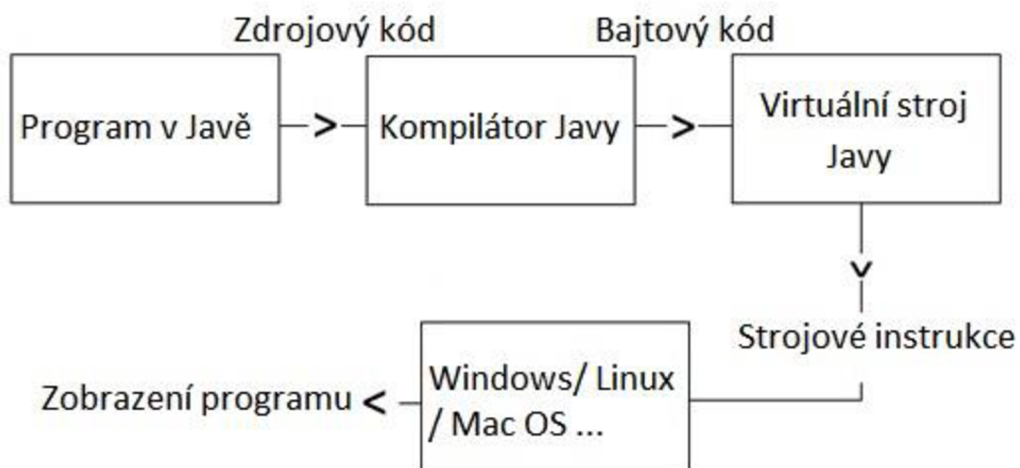 Zdrojový kód
Bajtový kód
Program v Javě
Kompilátor Javy
Virtuální stroj
Javy
Strojové instrukce
Windows/ Linux
/ Mac OS ...
Zobrazení programu